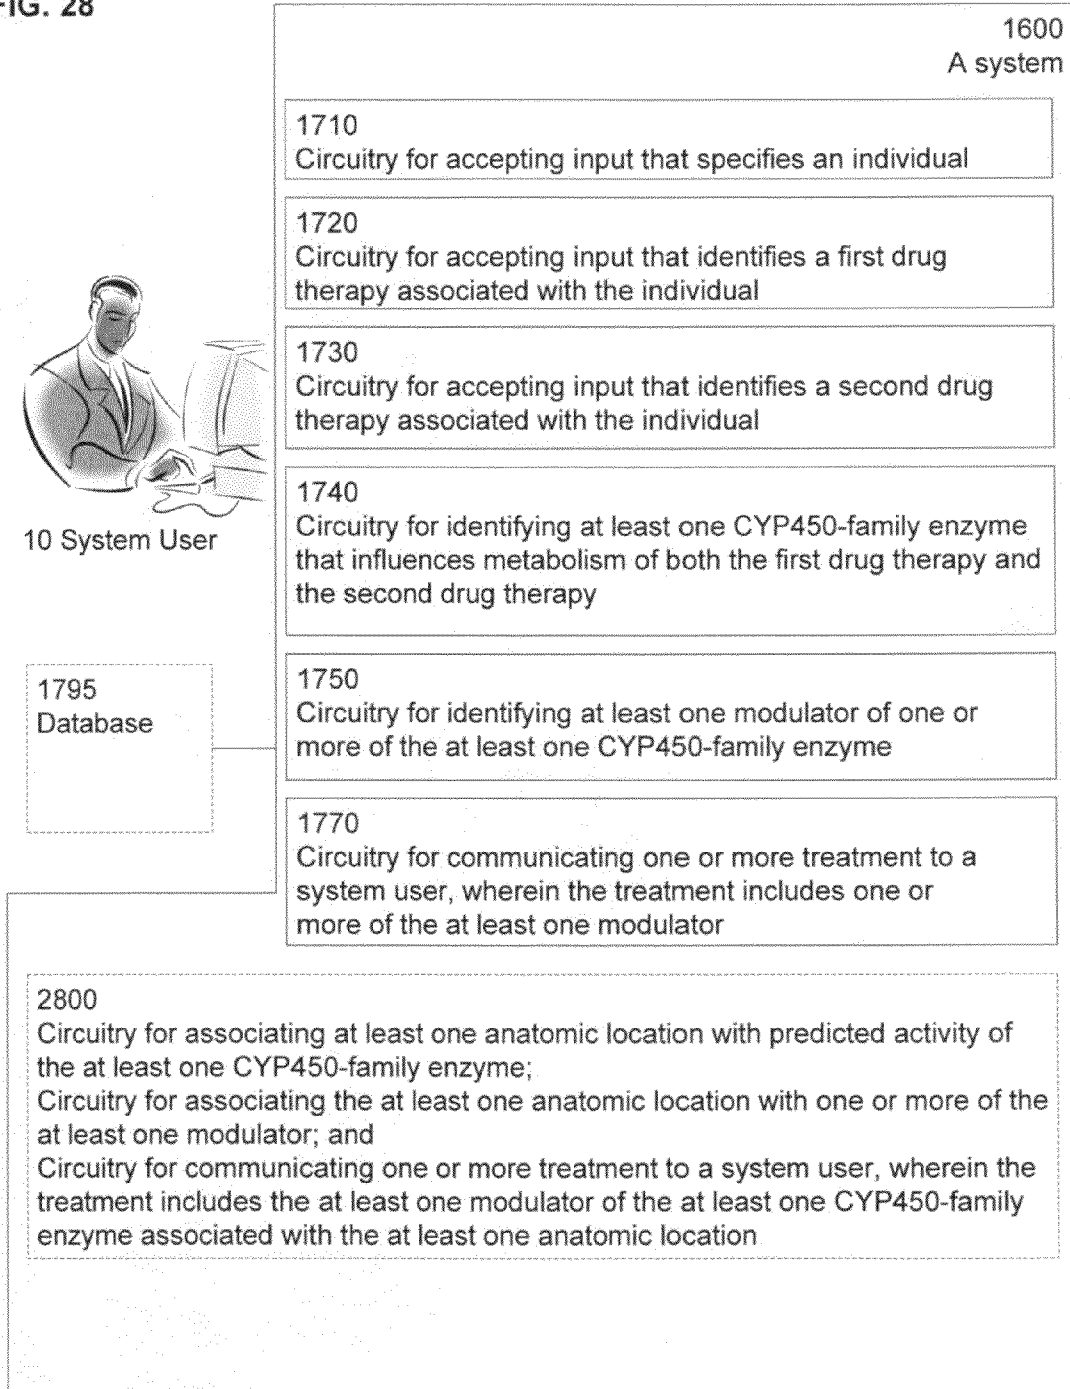 FIG. 28
1600
A system
1710
Circuitry for accepting input that specifies an individual
1720
Circuitry for accepting input that identifies a first drug
therapy associated with the individual
1730
Circuitry for accepting input that identifies a second drug
therapy associated with the individual
1740
Circuitry for identifying at least one CYP450-family enzyme
that influences metabolism of both the first drug therapy and
the second drug therapy
10 System User
1795
Database
1750
Circuitry for identifying at least one modulator of one or
more of the at least one CYP450-family enzyme
1770
Circuitry for communicating one or more treatment to a
system user, wherein the treatment includes one or
more of the at least one modulator
2800
Circuitry for associating at least one anatomic location with predicted activity of
the at least one CYP450-family enzyme;
Circuitry for associating the at least one anatomic location with one or more of the
at least one modulator; and
Circuitry for communicating one or more treatment to a system user, wherein the
treatment includes the at least one modulator of the at least one CYP450-family
enzyme associated with the at least one anatomic location